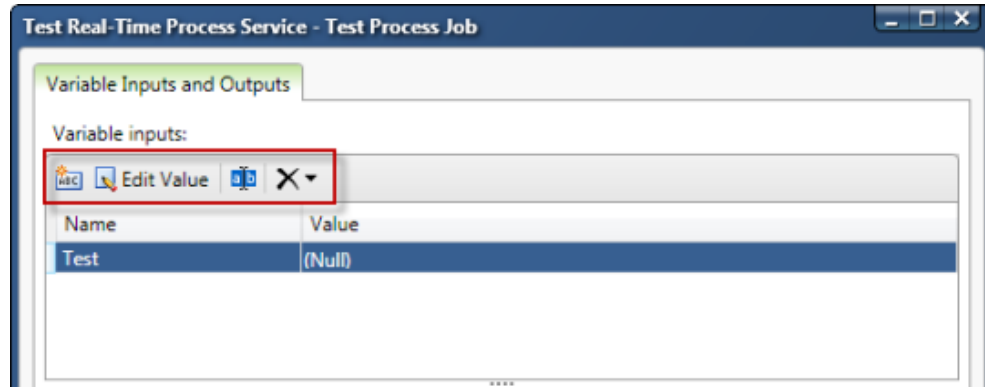 Test Real-Time Process Service - Test Process Job
Variable Inputs and Outputs
Variable inputs:
ABC Edit Value a b
Name Value
Test (Null)